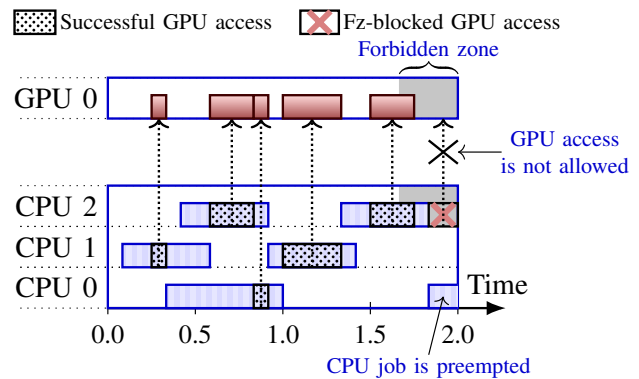 Successful GPU access
Fz-blocked GPU access
Forbidden zone
GPU 0
GPU access
is not allowed
CPU 2
CPU 1
CPU 0
Time
0.0 0.5 1.0 1.5 2.0
CPU job is preempted